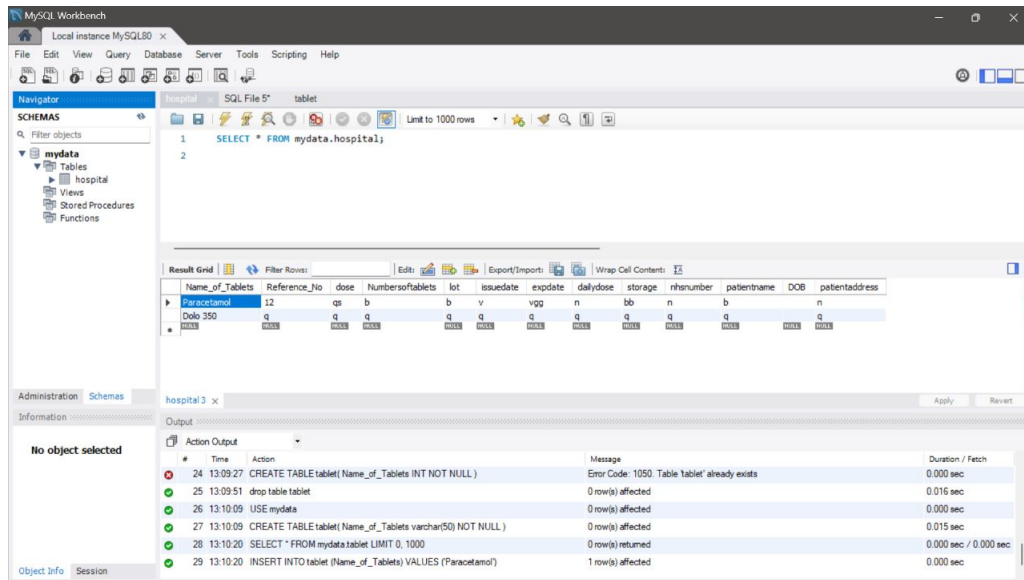 MySQL Workbench
Local instance MySQL80
File Edit View Query Database Server Tools Scripting Help
Navigator
SCHEMAS
Filter objects
mydata
Tables
hospital
Views
Stored Procedures
Functions
Administration Schemas
Information
No object selected
Object Info Session
hospital SQL File 5* tablet
Limit to 1000 rows
1 SELECT * FROM mydata.hospital;
2
Result Grid Filter Rows: Edit: Export/Import: Wrap Cell Content:
Name_of_Tablets Reference_No dose Numbersoftablets lot issuedate expdate dailydose storage nhsnumber patientname DOB patientaddress
Paracetamol 12 qs b b v vgg n bb n b n
Dolo 350 q q q q q q q q q q q
NULL NULL NULL NULL NULL NULL NULL NULL NULL NULL NULL NULL NULL
hospital 3 Apply Revert
Output
Action Output
# Time Action Message Duration / Fetch
24 13:09:27 CREATE TABLE tablet( Name_of_Tablets INT NOT NULL ) Error Code: 1050. Table 'tablet' already exists 0.000 sec
25 13:09:51 drop table tablet 0 row(s) affected 0.016 sec
26 13:10:09 USE mydata 0 row(s) affected 0.000 sec
27 13:10:09 CREATE TABLE tablet( Name_of_Tablets varchar(50) NOT NULL ) 0 row(s) affected 0.015 sec
28 13:10:20 SELECT * FROM mydata.tablet LIMIT 0, 1000 0 row(s) returned 0.000 sec / 0.000 sec
29 13:10:20 INSERT INTO tablet (Name_of_Tablets) VALUES ('Paracetamol') 1 row(s) affected 0.000 sec